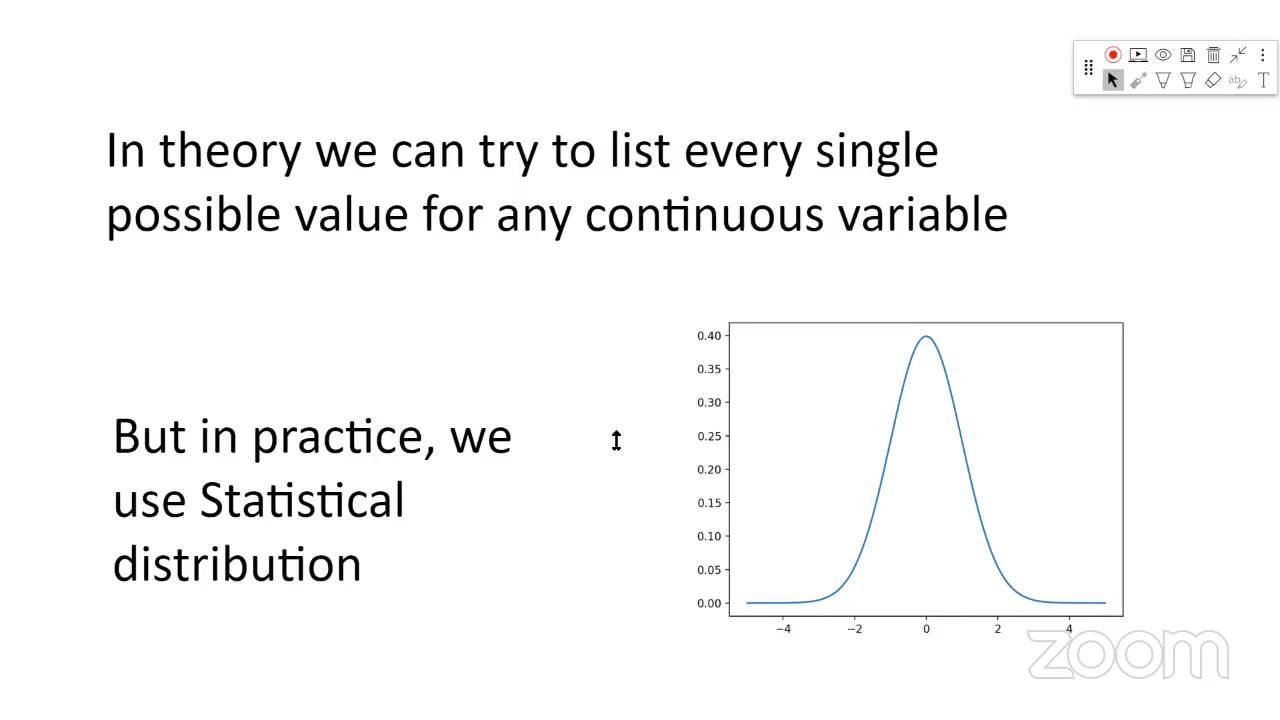 In theory we can try to list every single
possible value for any continuous variable
But in practice, we
use Statistical
distribution
0.40
0.35
0.30
0.25
0.20
0.15
0.10
0.05
0.00
−4 −2 0 2 4
ab
T
zoom